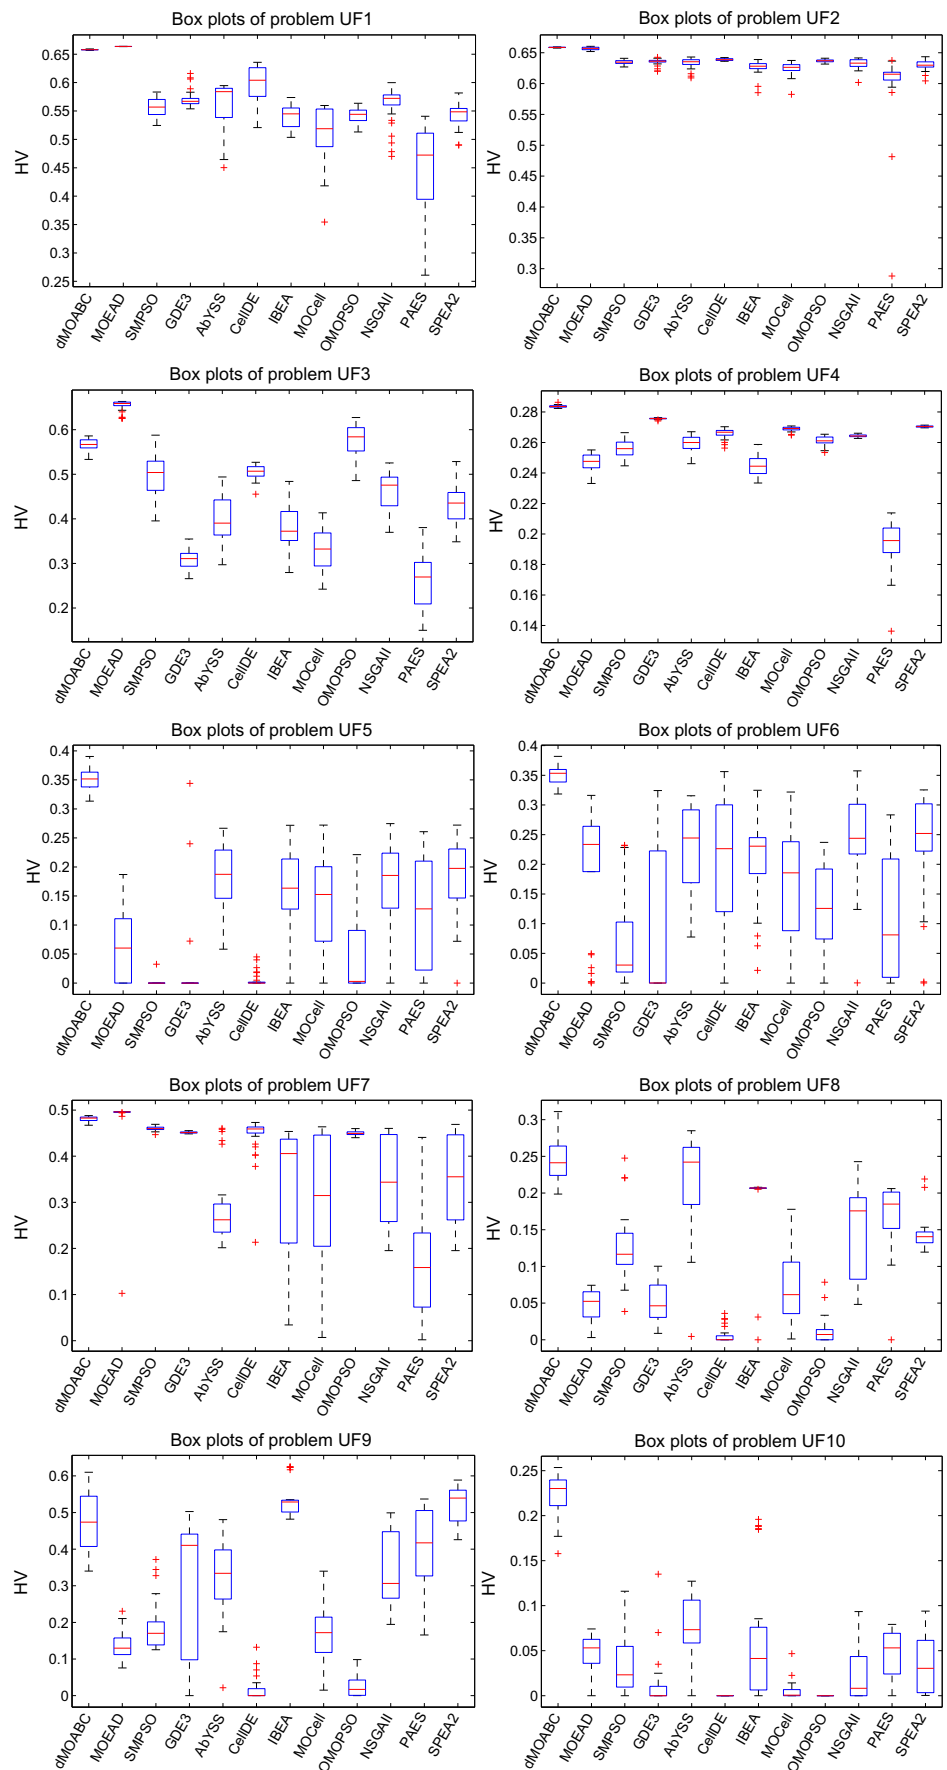 Box plots of problem UF1
0.65
0.6
0.55
0.5
0.45
0.4
0.35
0.3
0.25
HV
dMOABC
MOEAD
SMPSO
GDE3
AbYSS
CellDE
IBEA
MOCell
OMOPSO
NSGAII
PAES
SPEA2
Box plots of problem UF2
0.65
0.6
0.55
0.5
0.45
0.4
0.35
0.3
HV
dMOABC
MOEAD
SMPSO
GDE3
AbYSS
CellDE
IBEA
MOCell
OMOPSO
NSGAII
PAES
SPEA2
Box plots of problem UF3
0.6
0.5
0.4
0.3
0.2
HV
dMOABC
MOEAD
SMPSO
GDE3
AbYSS
CellDE
IBEA
MOCell
OMOPSO
NSGAII
PAES
SPEA2
Box plots of problem UF4
0.28
0.26
0.24
0.22
0.2
0.18
0.16
0.14
HV
dMOABC
MOEAD
SMPSO
GDE3
AbYSS
CellDE
IBEA
MOCell
OMOPSO
NSGAII
PAES
SPEA2
Box plots of problem UF5
0.4
0.35
0.3
0.25
0.2
0.15
0.1
0.05
0
HV
dMOABC
MOEAD
SMPSO
GDE3
AbYSS
CellDE
IBEA
MOCell
OMOPSO
NSGAII
PAES
SPEA2
Box plots of problem UF6
0.4
0.35
0.3
0.25
0.2
0.15
0.1
0.05
0
HV
dMOABC
MOEAD
SMPSO
GDE3
AbYSS
CellDE
IBEA
MOCell
OMOPSO
NSGAII
PAES
SPEA2
Box plots of problem UF7
0.5
0.4
0.3
0.2
0.1
0
HV
dMOABC
MOEAD
SMPSO
GDE3
AbYSS
CellDE
IBEA
MOCell
OMOPSO
NSGAII
PAES
SPEA2
Box plots of problem UF8
0.3
0.25
0.2
0.15
0.1
0.05
0
HV
dMOABC
MOEAD
SMPSO
GDE3
AbYSS
CellDE
IBEA
MOCell
OMOPSO
NSGAII
PAES
SPEA2
Box plots of problem UF9
0.6
0.5
0.4
0.3
0.2
0.1
0
HV
dMOABC
MOEAD
SMPSO
GDE3
AbYSS
CellDE
IBEA
MOCell
OMOPSO
NSGAII
PAES
SPEA2
Box plots of problem UF10
0.25
0.2
0.15
0.1
0.05
0
HV
dMOABC
MOEAD
SMPSO
GDE3
AbYSS
CellDE
IBEA
MOCell
OMOPSO
NSGAII
PAES
SPEA2